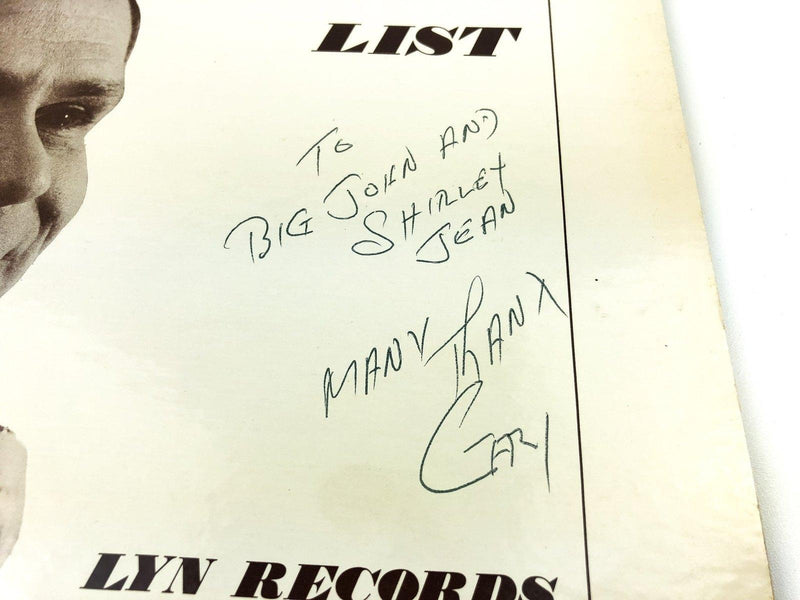 LIST
TO
BIG JOHN AND
SHIRLEY
JEAN
MANY THANX
GARY
LYN RECORDS